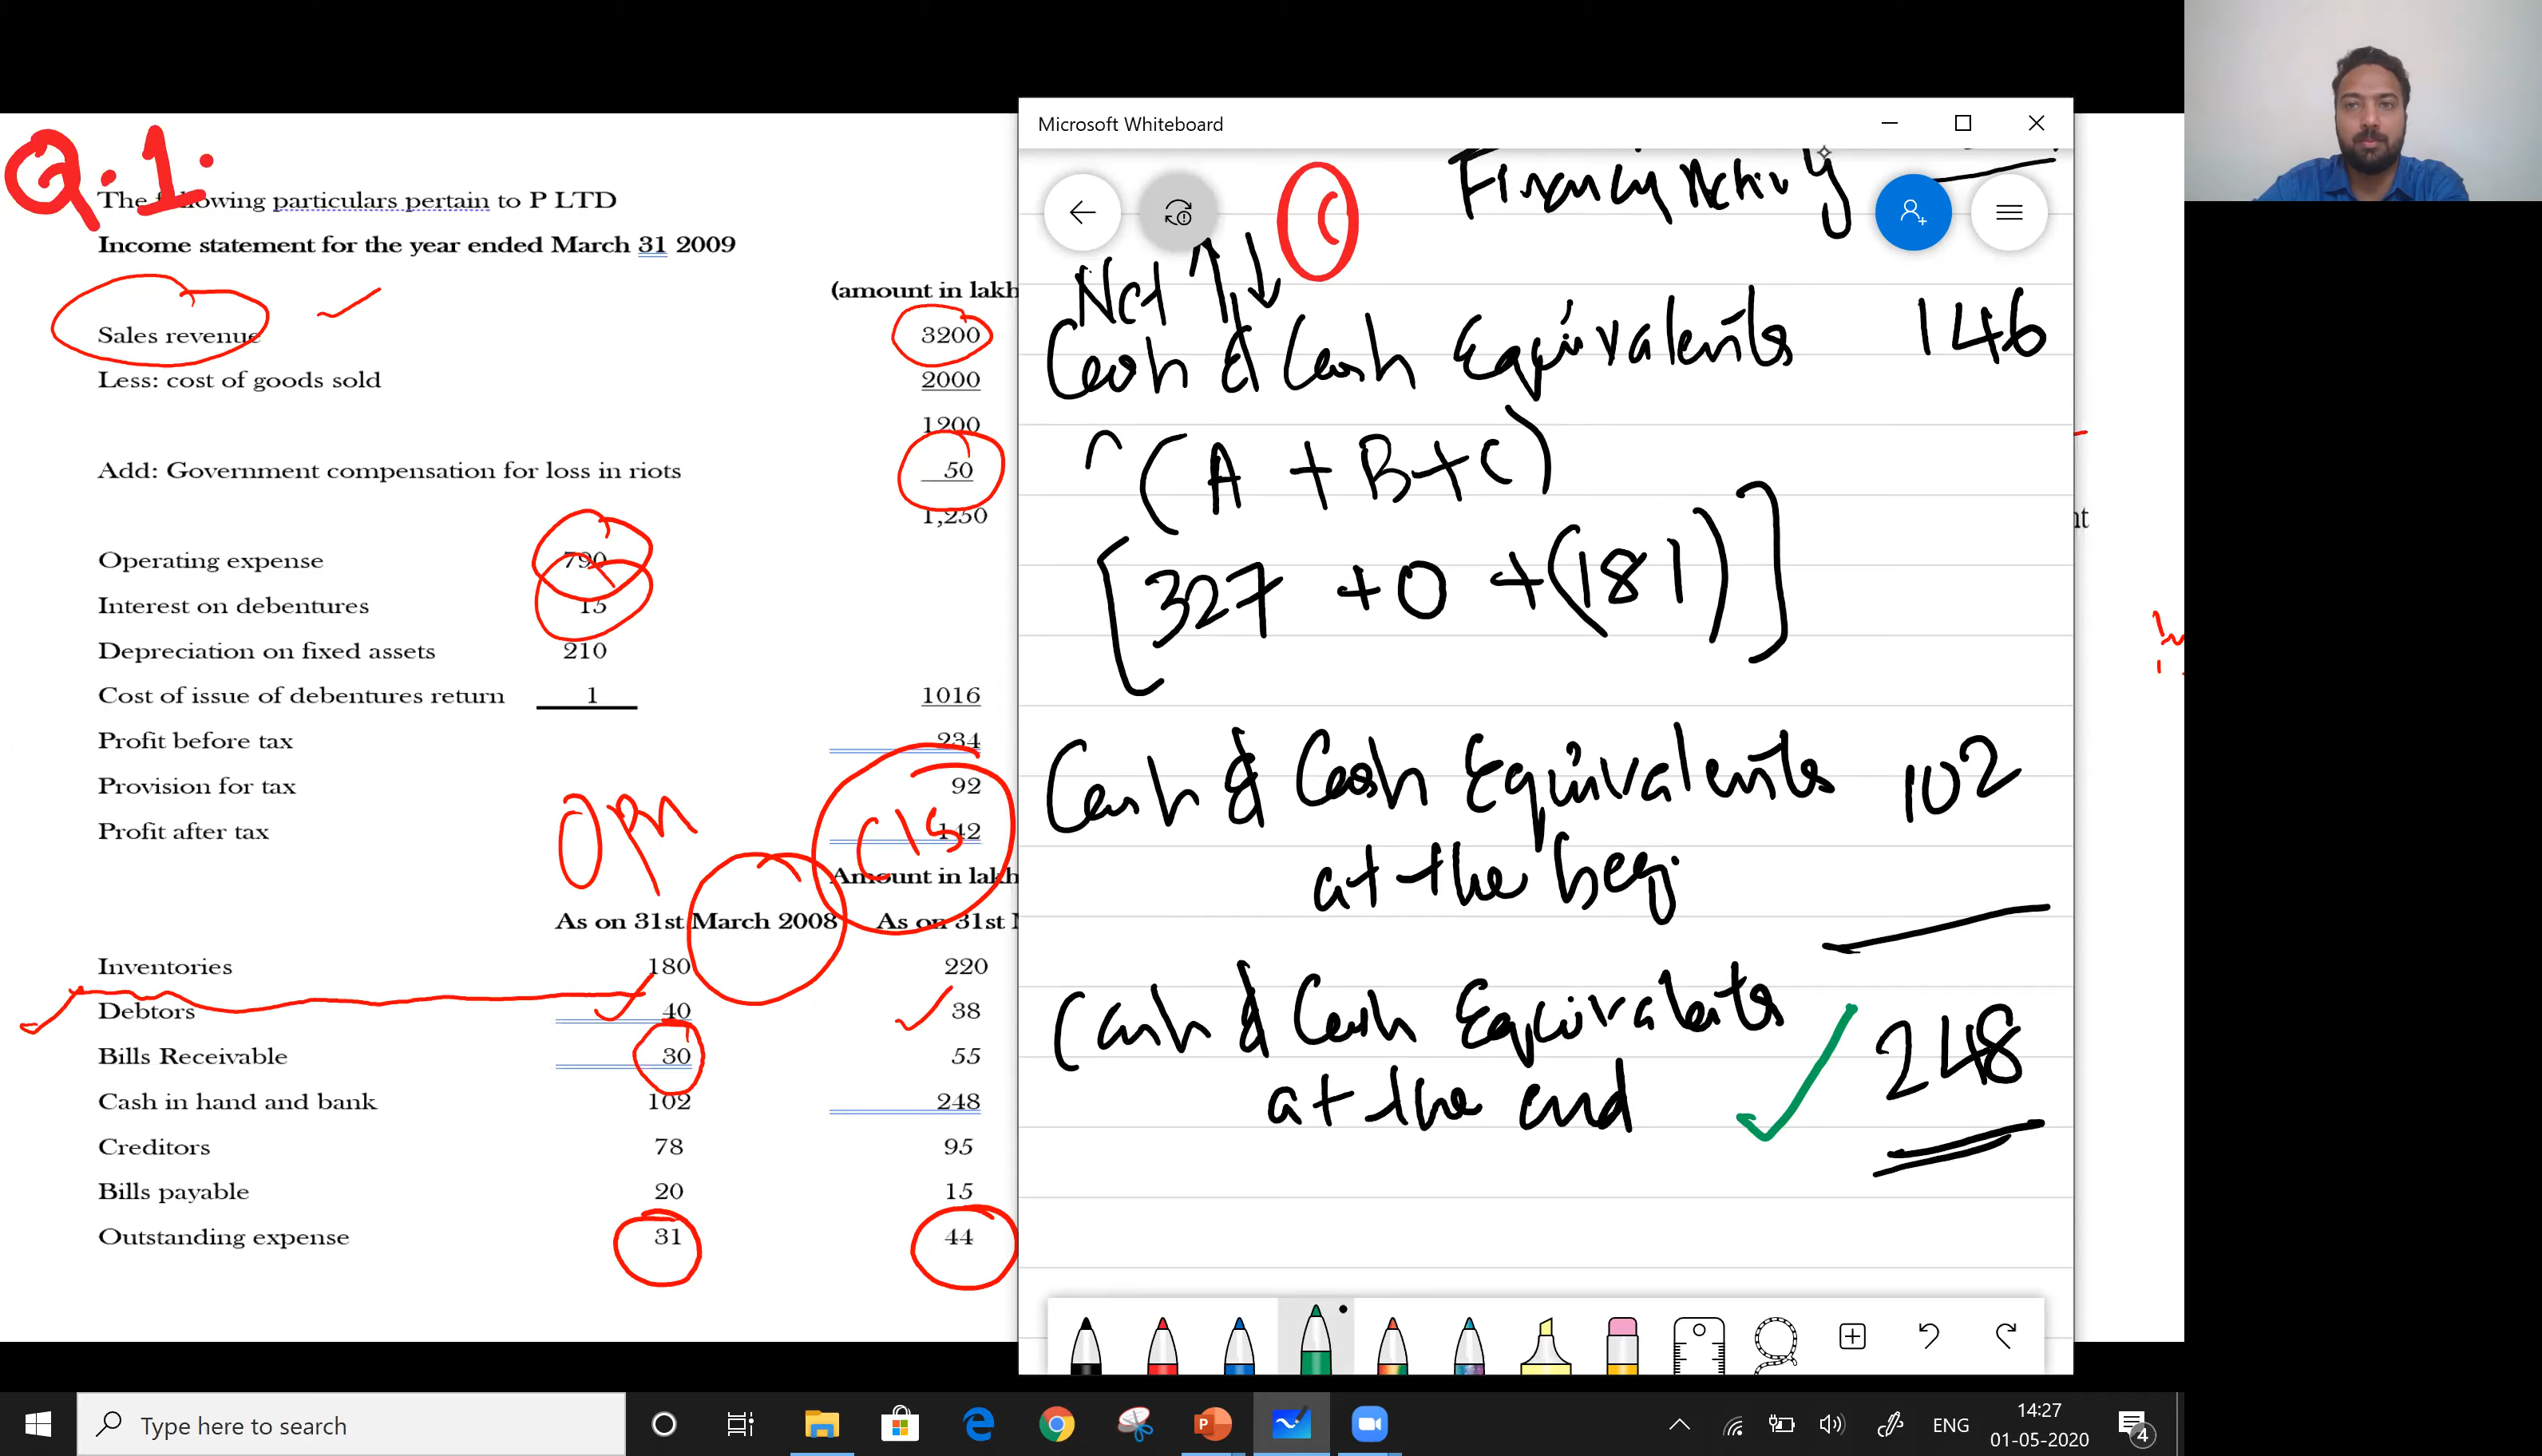 Q.1.
The following particulars pertain to P LTD
Income statement for the year ended March 31 2009
(amount in lakh
Sales revenue 3200
Less: cost of goods sold 2000
1200
Add: Government compensation for loss in riots 50
1,250
Operating expense 790
Interest on debentures 15
Depreciation on fixed assets 210
Cost of issue of debentures return 1 1016
Profit before tax 234
Provision for tax 92
Profit after tax 142
Opn
Cls
Amount in lakh
As on 31st March 2008 As on 31st M
Inventories 180 220
Debtors 40 38
Bills Receivable 30 55
Cash in hand and bank 102 248
Creditors 78 95
Bills payable 20 15
Outstanding expense 31 44
Microsoft Whiteboard
Financing Activity
C
Net ↑↓
Cash & Cash Equivalents 146
(A + B + C)
[327 + 0 + (181)]
Cash & Cash Equivalents 102
at the beg.
Cash & Cash Equivalents 248
at the end
nt
Type here to search
ENG
14:27
01-05-2020
4